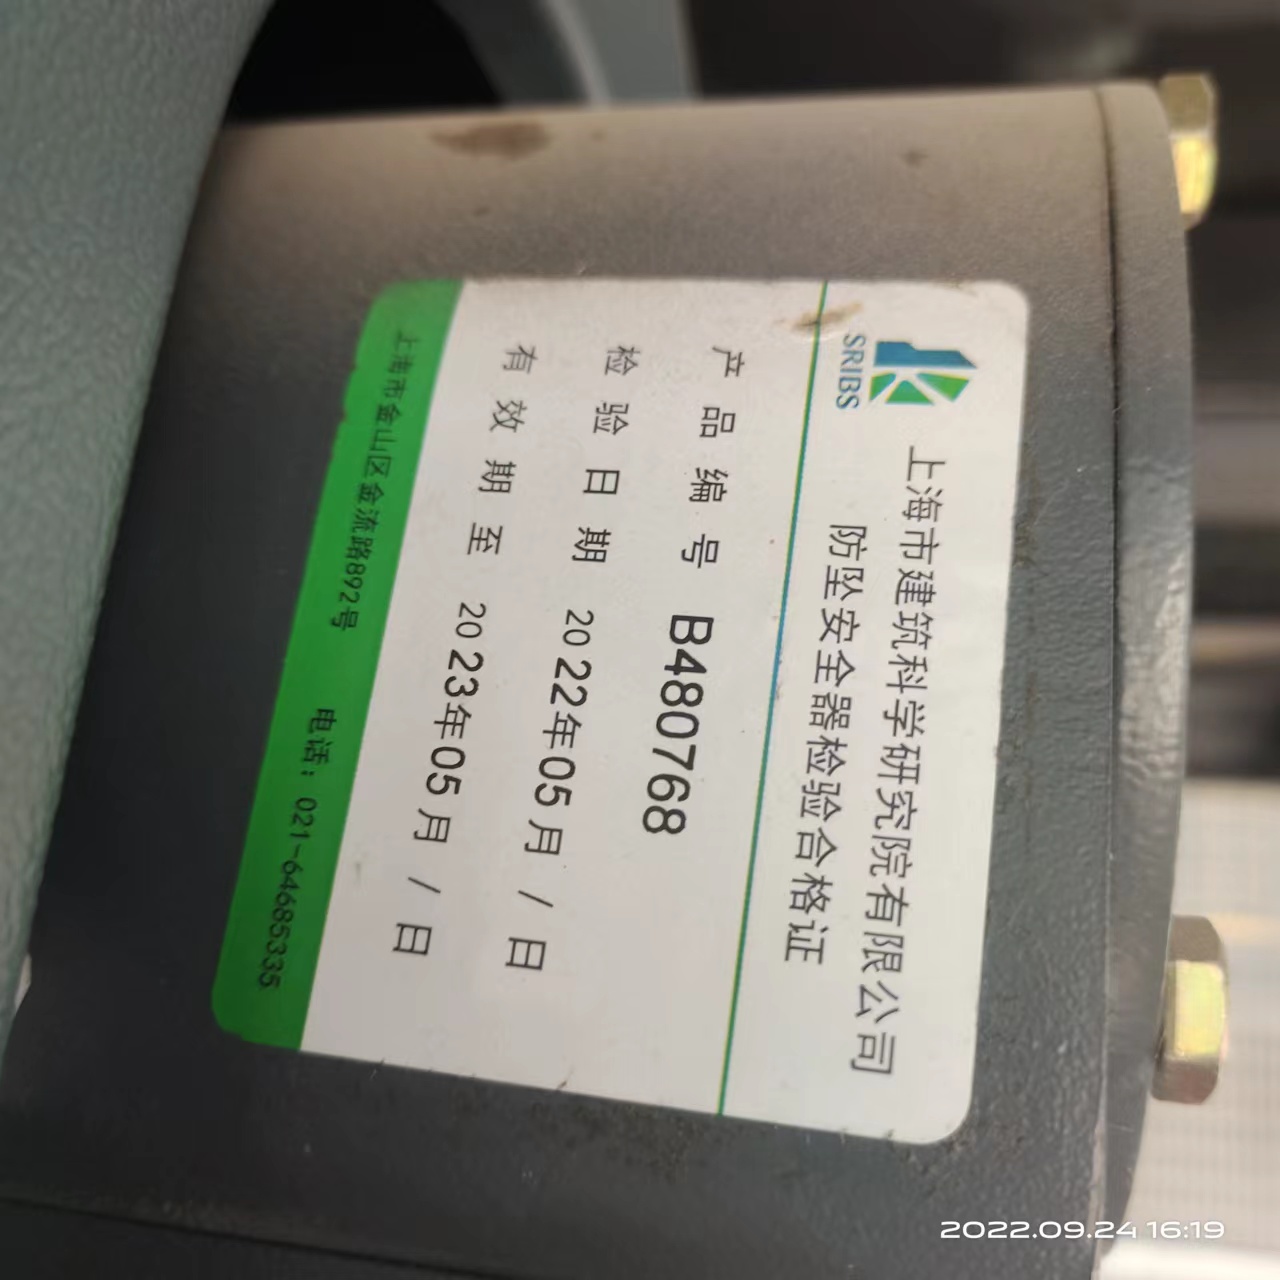 SRIBS
上海市建筑科学研究院有限公司
防坠安全器检验合格证
产品编号 B480768
检验日期 2022年05月/日
有效期至 2023年05月/日
上海市金山区金流路892号 电话：021-64685335
2022.09.24 16:19